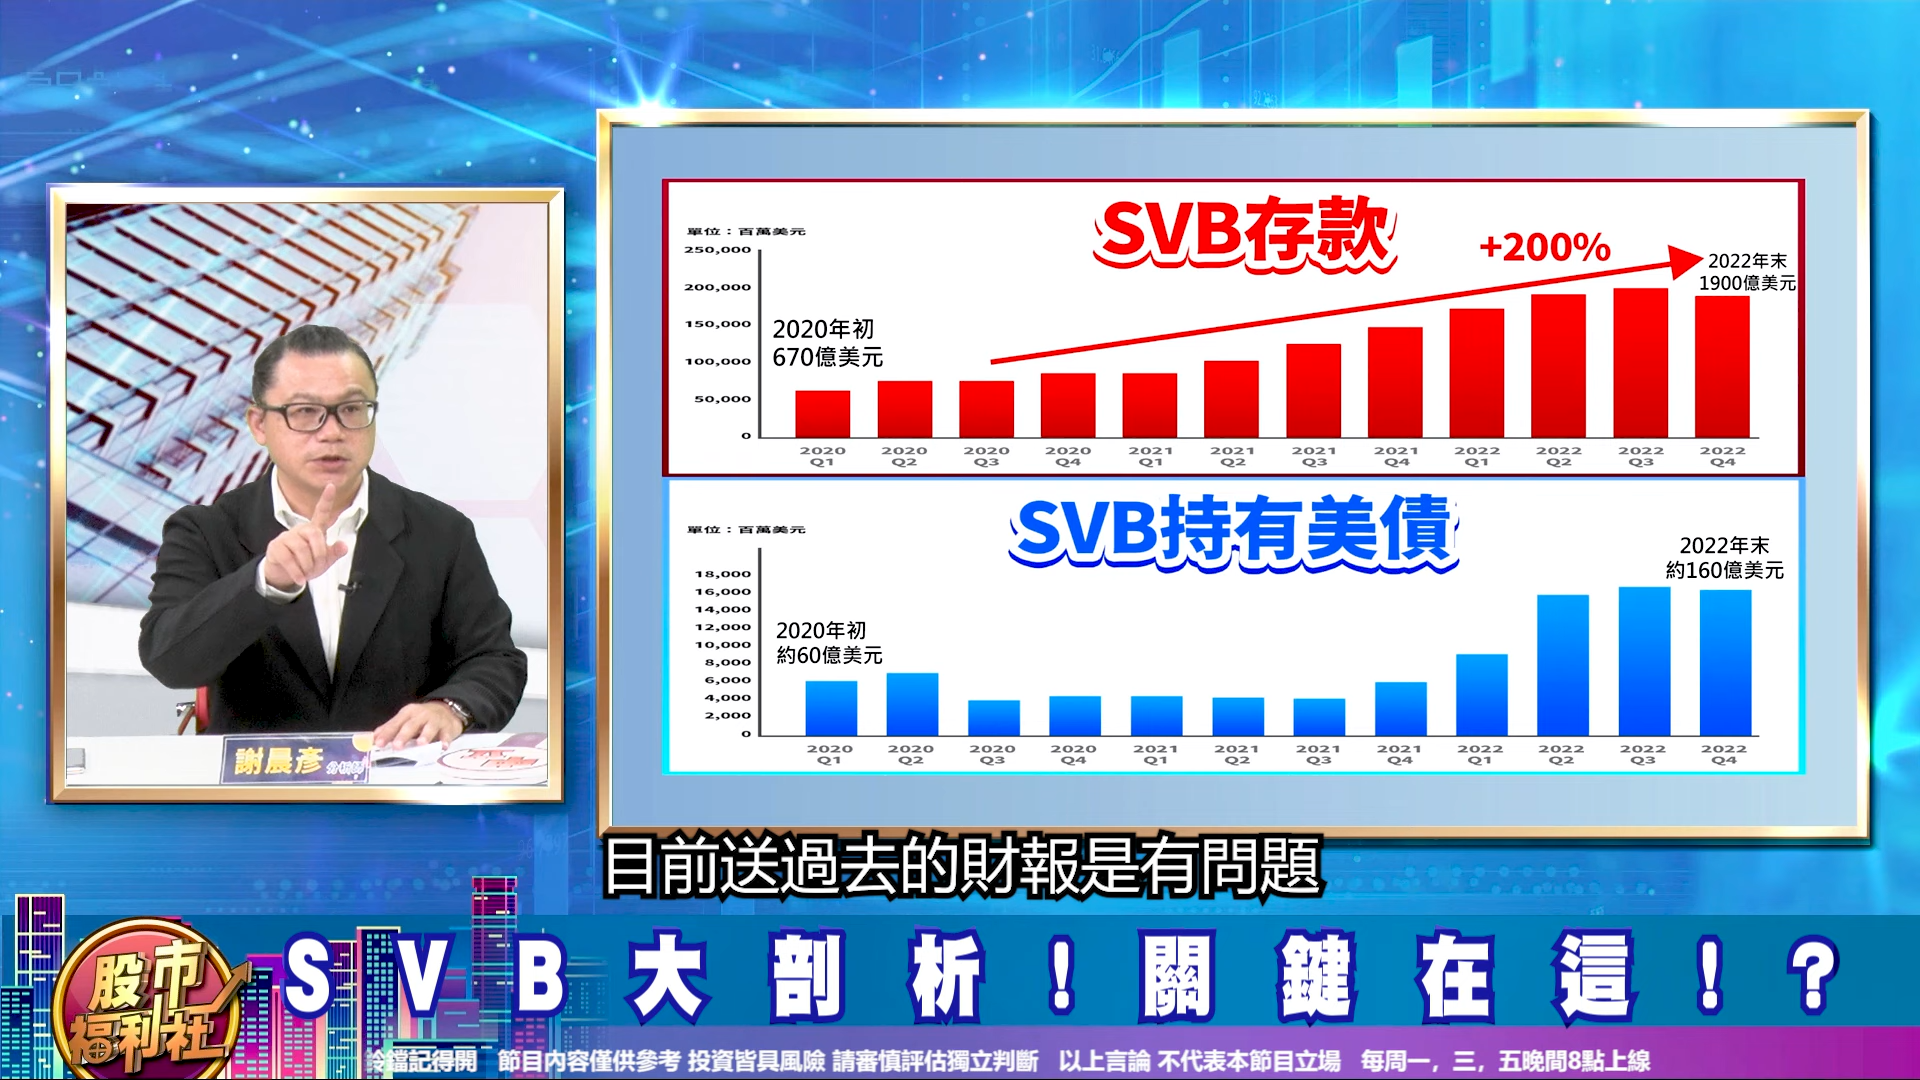 SVB存款
+200%
單位：百萬美元
250,000
200,000
150,000
100,000
50,000
0
2020年初
670億美元
2022年末
1900億美元
2020 2020 2020 2020 2021 2021 2021 2021 2022 2022 2022 2022
Q1 Q2 Q3 Q4 Q1 Q2 Q3 Q4 Q1 Q2 Q3 Q4
SVB持有美債
單位：百萬美元
18,000
16,000
14,000
12,000
10,000
8,000
6,000
4,000
2,000
0
2020年初
約60億美元
2022年末
約160億美元
2020 2020 2020 2020 2021 2021 2021 2021 2022 2022 2022 2022
Q1 Q2 Q3 Q4 Q1 Q2 Q3 Q4 Q1 Q2 Q3 Q4
謝晨彥 分析師
目前送過去的財報是有問題
股市
福利社
SVB大剖析！關鍵在這！？
鈴鐺記得開 節目內容僅供參考 投資皆具風險 請審慎評估獨立判斷 以上言論 不代表本節目立場 每周一，三，五晚間8點上線